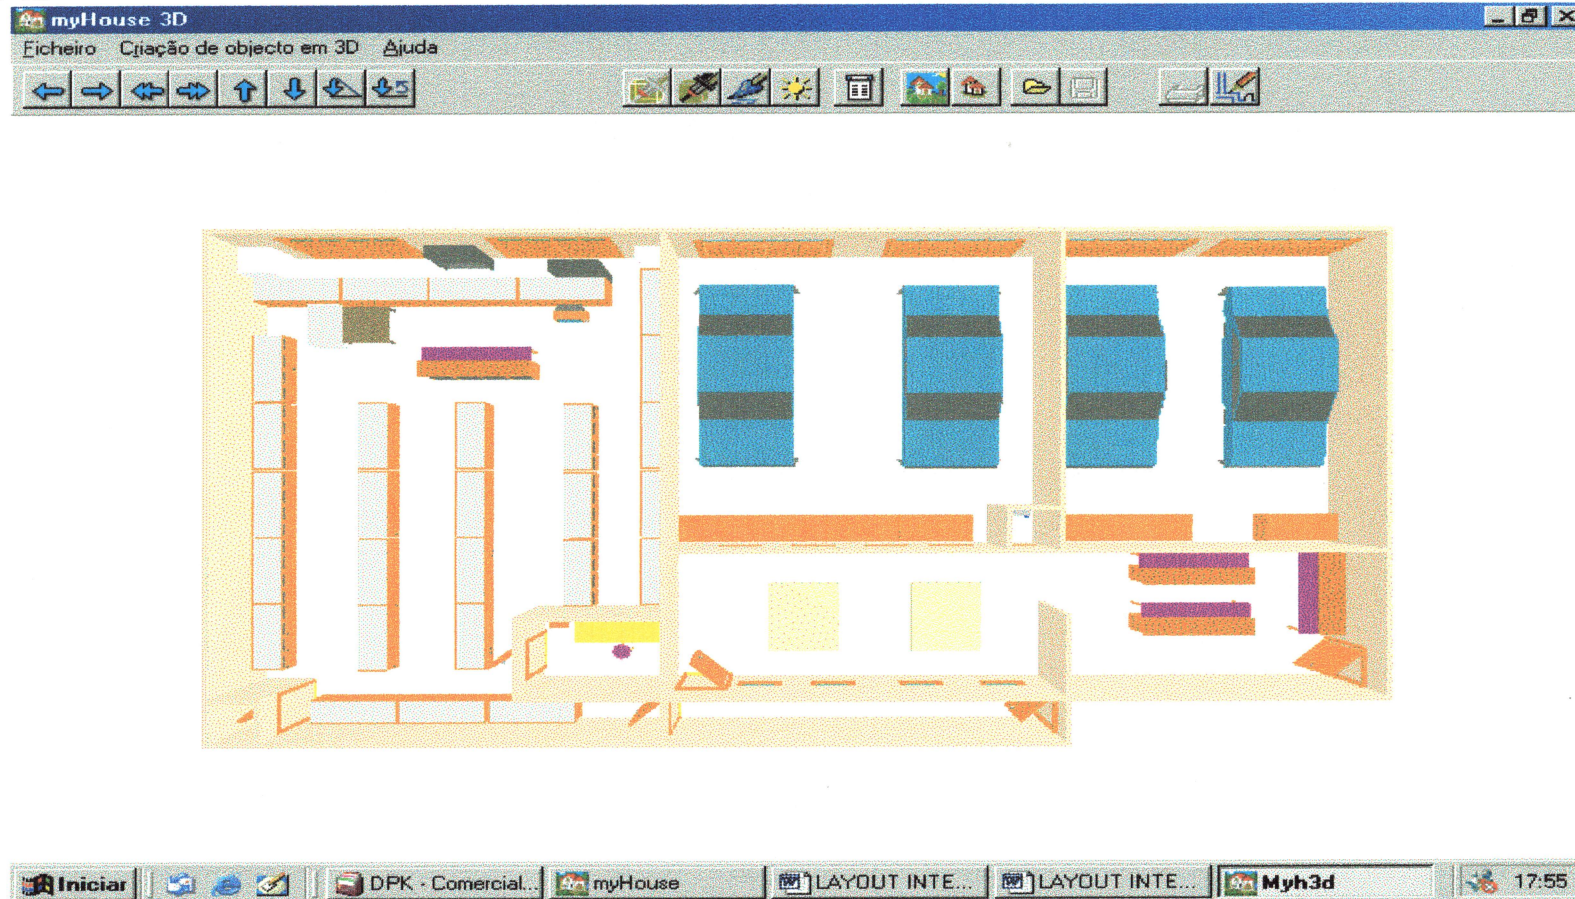 myHouse 3D
Ficheiro Criação de objecto em 3D Ajuda
Iniciar DPK - Comercial... myHouse LAYOUT INTE... LAYOUT INTE... Myh3d 17:55